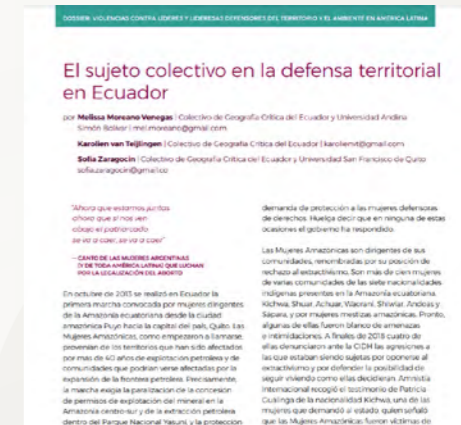 DOSSIER: VIOLENCIAS CONTRA LÍDERES Y LIDERESAS DEFENSORES DEL TERRITORIO Y EL AMBIENTE EN AMÉRICA LATINA
El sujeto colectivo en la defensa territorial
en Ecuador
por Melissa Moreano Venegas | Colectivo de Geografía Crítica del Ecuador y Universidad Andina
Simón Bolívar | mel.moreano@gmail.com
Karolien van Teijlingen | Colectivo de Geografía Crítica del Ecuador | karolienvt@gmail.com
Sofía Zaragocin | Colectivo de Geografía Crítica del Ecuador y Universidad San Francisco de Quito
sofia.zaragocin@gmail.co
"Ahora que estamos juntas
ahora que sí nos ven
abajo el patriarcado
se va a caer, se va a caer"
—CANTO DE LAS MUJERES ARGENTINAS
(Y DE TODA AMÉRICA LATINA) QUE LUCHAN
POR LA LEGALIZACIÓN DEL ABORTO
En octubre de 2013 se realizó en Ecuador la
primera marcha convocada por mujeres dirigentes
de la Amazonía ecuatoriana desde la ciudad
amazónica Puyo hacia la capital del país, Quito. Las
Mujeres Amazónicas, como empezaron a llamarse,
provenían de los territorios que han sido afectados
por más de 40 años de explotación petrolera y de
comunidades que podrían verse afectadas por la
expansión de la frontera petrolera. Precisamente,
la marcha exigía la paralización de la concesión
de permisos de explotación del mineral en la
Amazonía centro-sur y de la extracción petrolera
dentro del Parque Nacional Yasuní, y la protección
demanda de protección a las mujeres defensoras
de derechos. Huelga decir que en ninguna de estas
ocasiones el gobierno ha respondido.
Las Mujeres Amazónicas son dirigentes de sus
comunidades, renombradas por su posición de
rechazo al extractivismo. Son más de cien mujeres
de varias comunidades de las siete nacionalidades
indígenas presentes en la Amazonía ecuatoriana:
Kichwa, Shuar, Achuar, Waorani, Shiwiar, Andoas y
Sápara, y por mujeres mestizas amazónicas. Pronto,
algunas de ellas fueron blanco de amenazas
e intimidaciones. A finales de 2018 cuatro de
ellas denunciaron ante la CIDH las agresiones a
las que estaban siendo sujetas por oponerse al
extractivismo y por defender la posibilidad de
seguir viviendo como ellas decidieran. Amnistía
Internacional recogió el testimonio de Patricia
Gualinga de la nacionalidad Kichwa, una de las
mujeres que demandó al estado, quien señaló
que las Mujeres Amazónicas fueron víctimas de